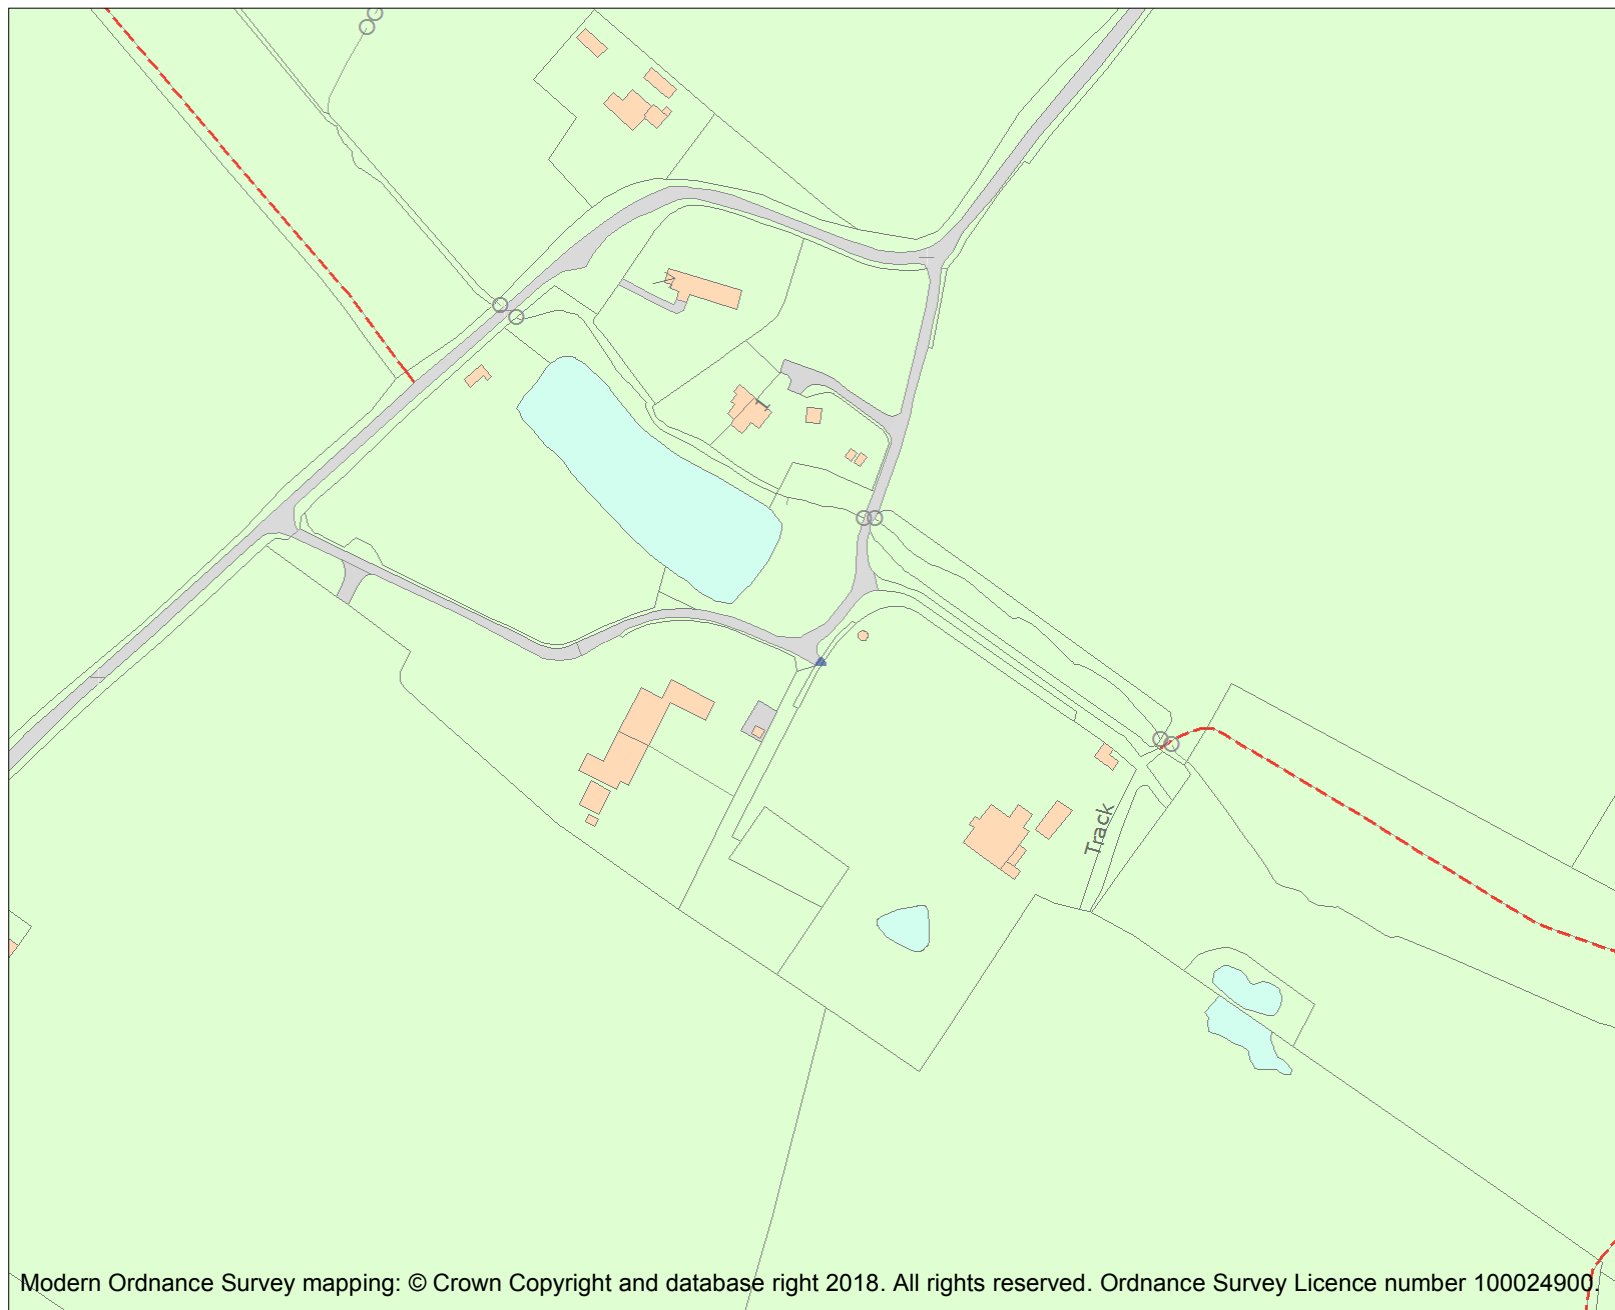 1
Track
Modern Ordnance Survey mapping: © Crown Copyright and database right 2018. All rights reserved. Ordnance Survey Licence number 100024900.